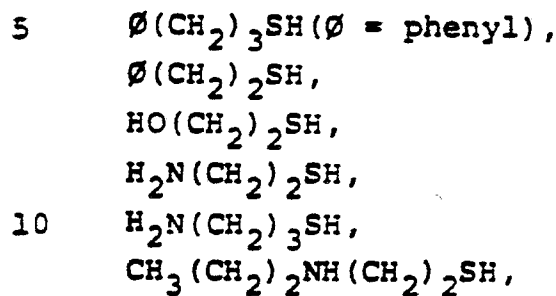 5 Ø(CH₂)₃SH(Ø = phenyl),
Ø(CH₂)₂SH,
HO(CH₂)₂SH,
H₂N(CH₂)₂SH,
10 H₂N(CH₂)₃SH,
CH₃(CH₂)₂NH(CH₂)₂SH,